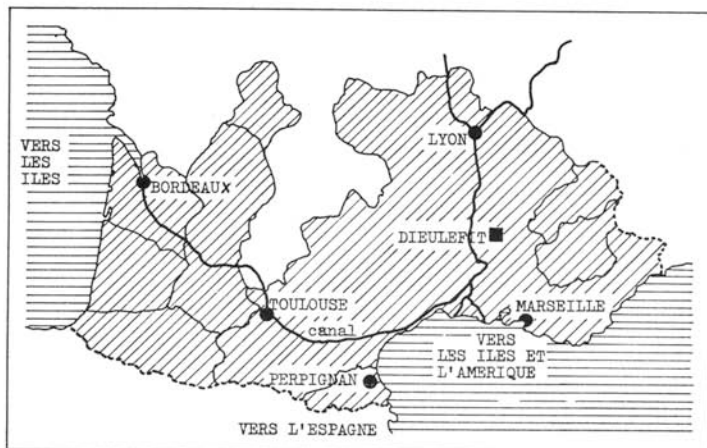 VERS
LES
ILES
LYON
BORDEAUX
DIEULEFIT
TOULOUSE
canal
MARSEILLE
VERS
LES ILES ET
L'AMERIQUE
PERPIGNAN
VERS L'ESPAGNE